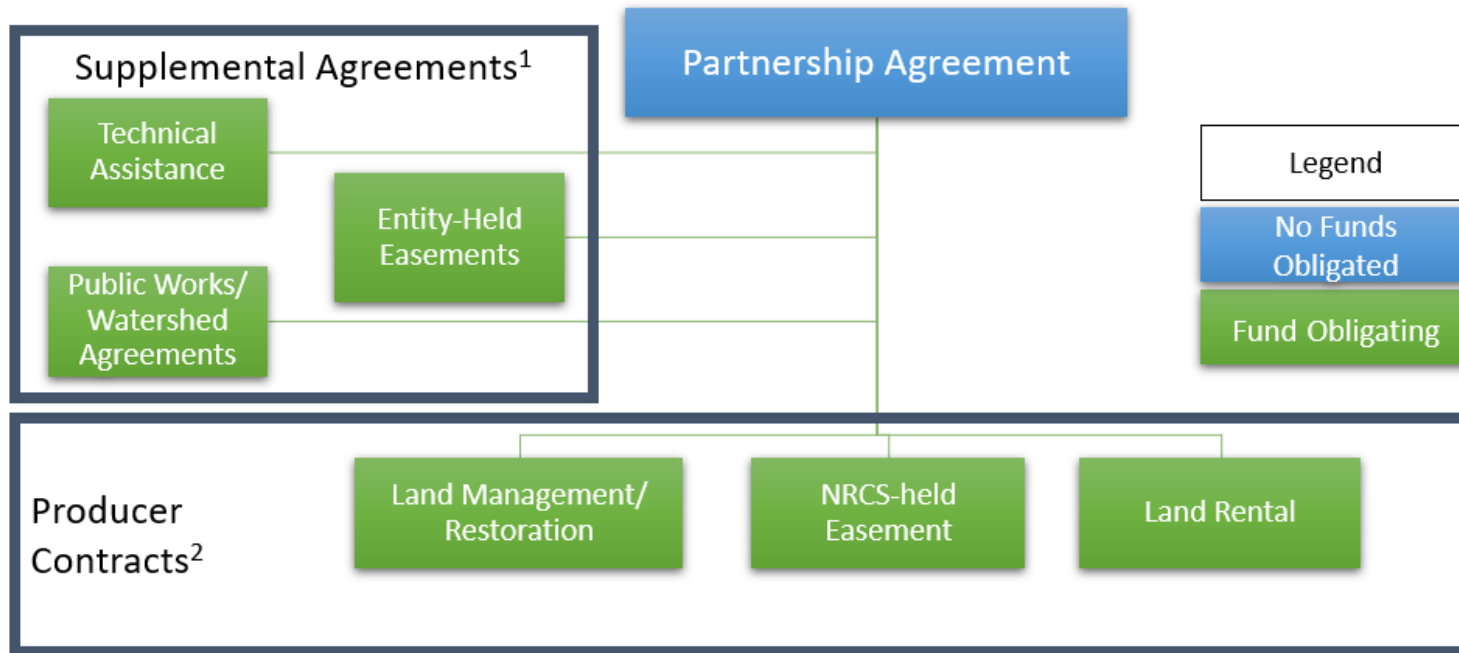 Supplemental Agreements¹
Partnership Agreement
Technical
Assistance
Entity-Held
Easements
Public Works/
Watershed
Agreements
Legend
No Funds
Obligated
Fund Obligating
Producer
Contracts²
Land Management/
Restoration
NRCS-held
Easement
Land Rental